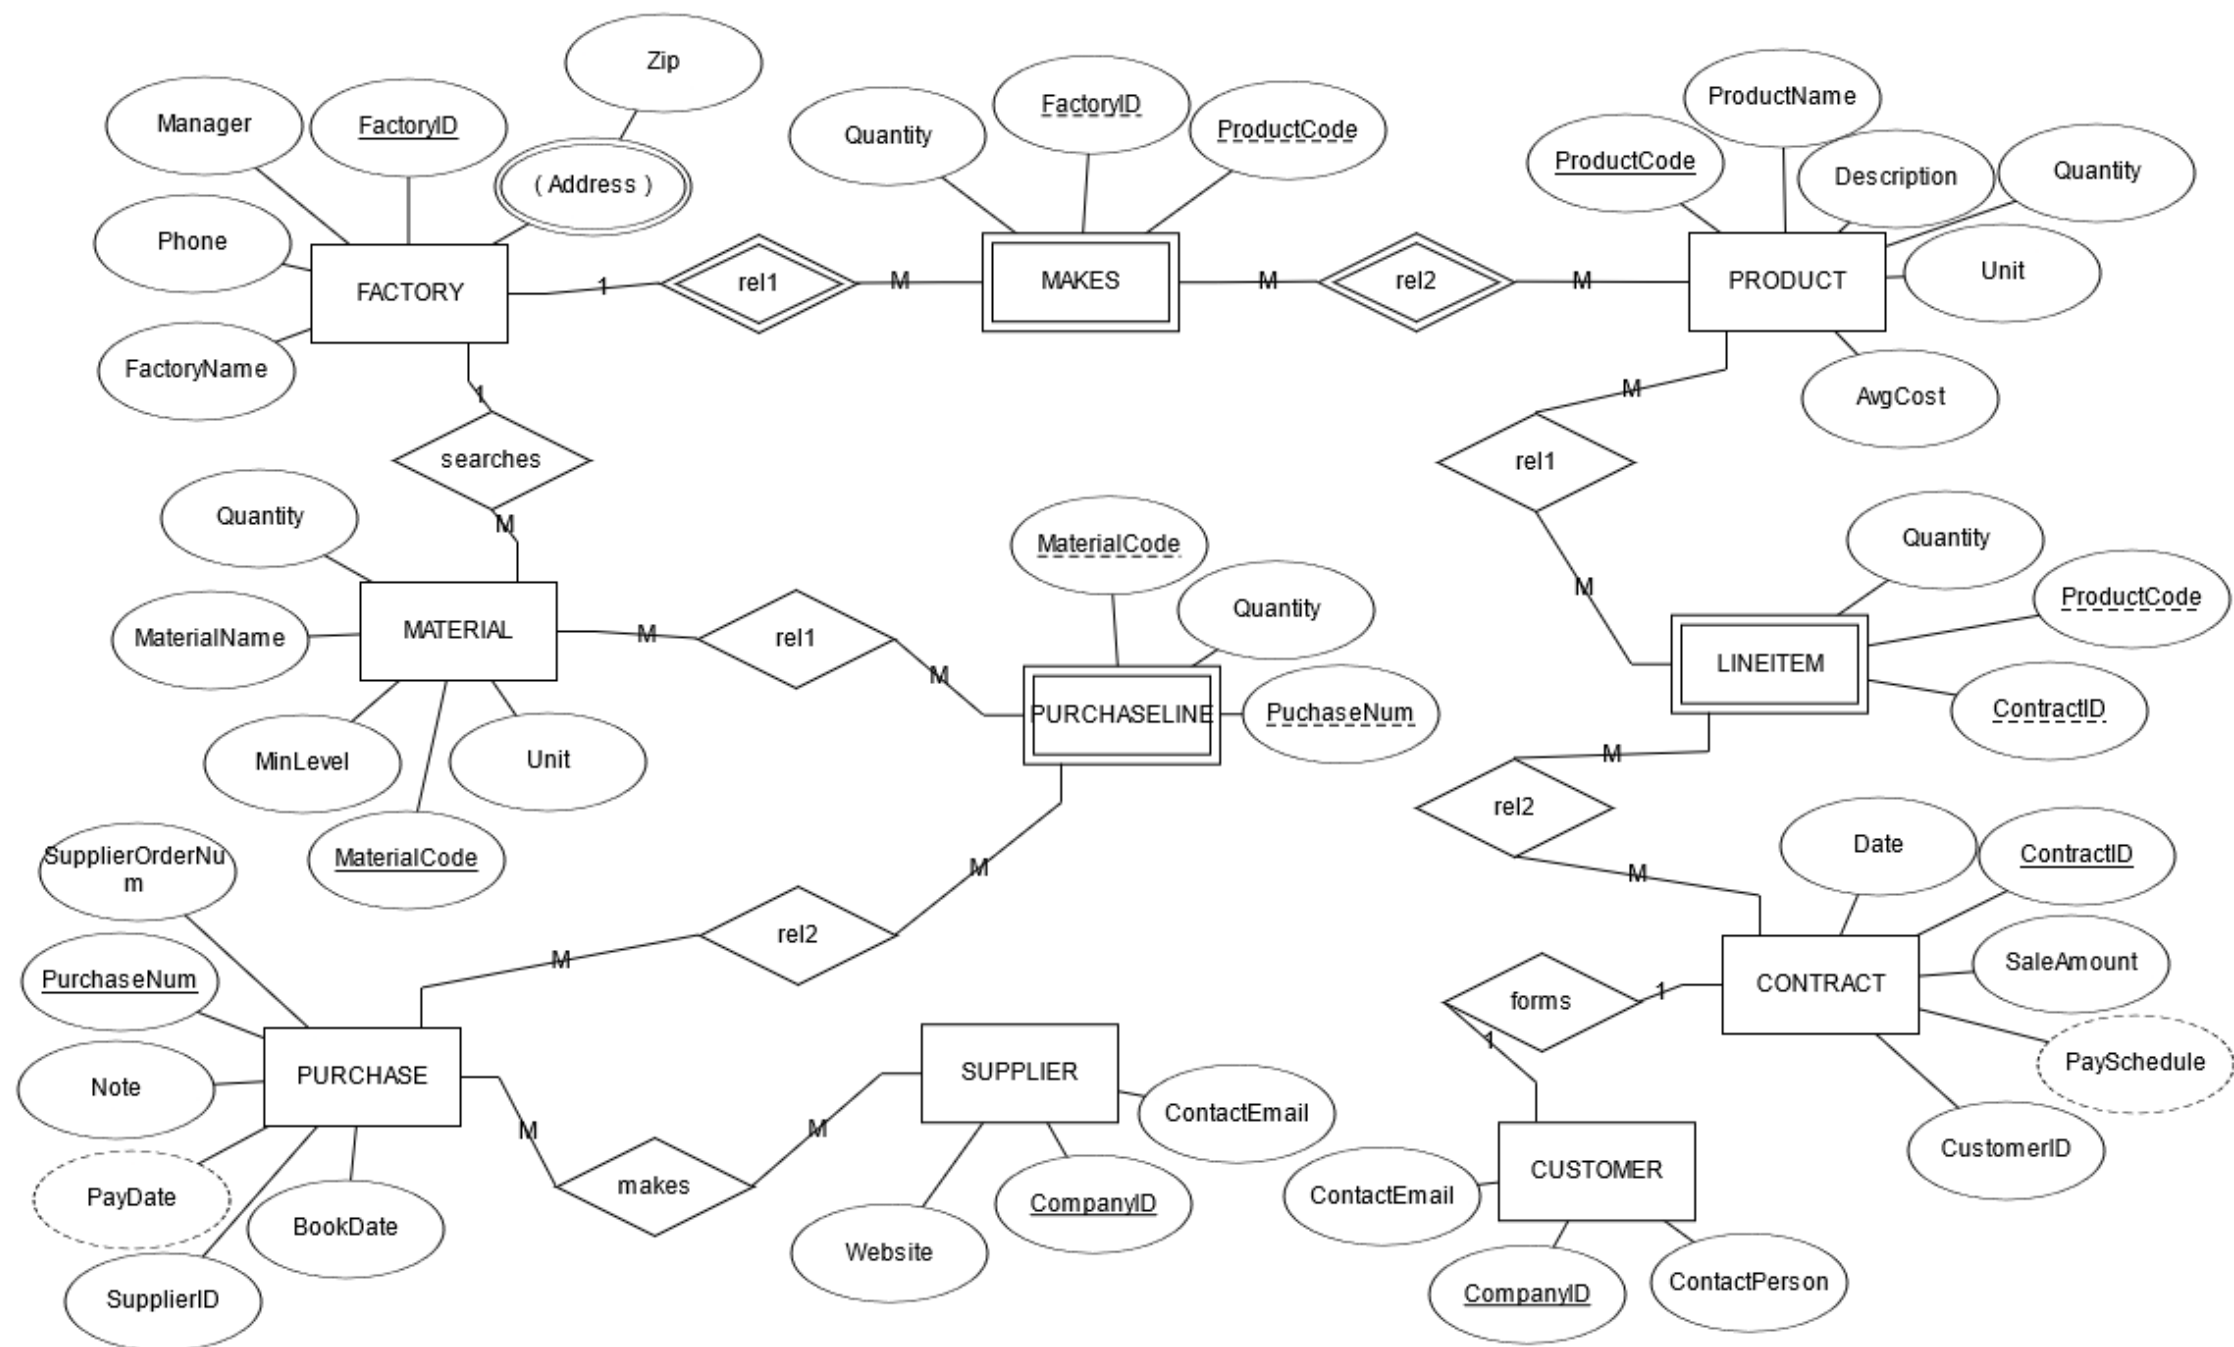 Zip
Manager
FactoryID
( Address )
Phone
FACTORY
FactoryName
1
rel1
M
Quantity
FactoryID
ProductCode
MAKES
M
rel2
M
ProductName
ProductCode
Description
Quantity
PRODUCT
Unit
AvgCost
1
searches
M
M
rel1
M
Quantity
MaterialName
MATERIAL
MinLevel
Unit
MaterialCode
M
rel1
M
MaterialCode
Quantity
PURCHASELINE
PuchaseNum
Quantity
ProductCode
LINEITEM
ContractID
M
rel2
M
SupplierOrderNu
m
PurchaseNum
Note
PURCHASE
PayDate
BookDate
SupplierID
M
rel2
M
M
makes
M
SUPPLIER
ContactEmail
CompanyID
Website
Date
ContractID
CONTRACT
SaleAmount
PaySchedule
CustomerID
forms
1
1
CUSTOMER
ContactEmail
CompanyID
ContactPerson